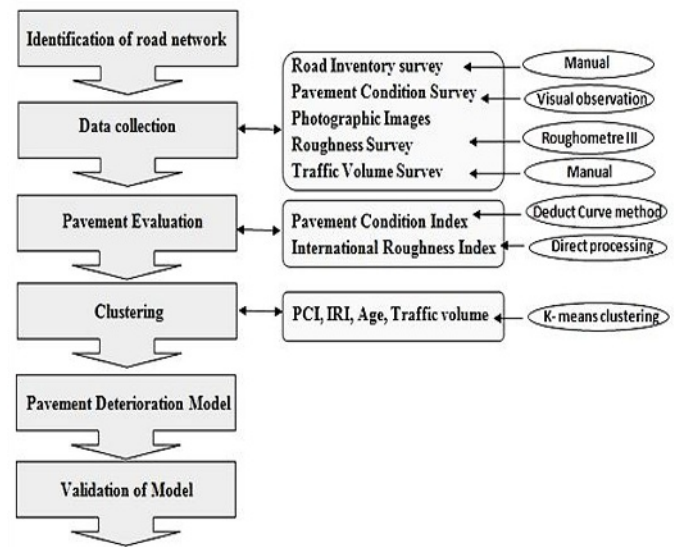 Identification of road network
Data collection
Road Inventory survey
Manual
Pavement Condition Survey
Visual observation
Photographic Images
Roughness Survey
Roughometre III
Traffic Volume Survey
Manual
Pavement Evaluation
Pavement Condition Index
Deduct Curve method
International Roughness Index
Direct processing
Clustering
PCI, IRI, Age, Traffic volume
K- means clustering
Pavement Deterioration Model
Validation of Model